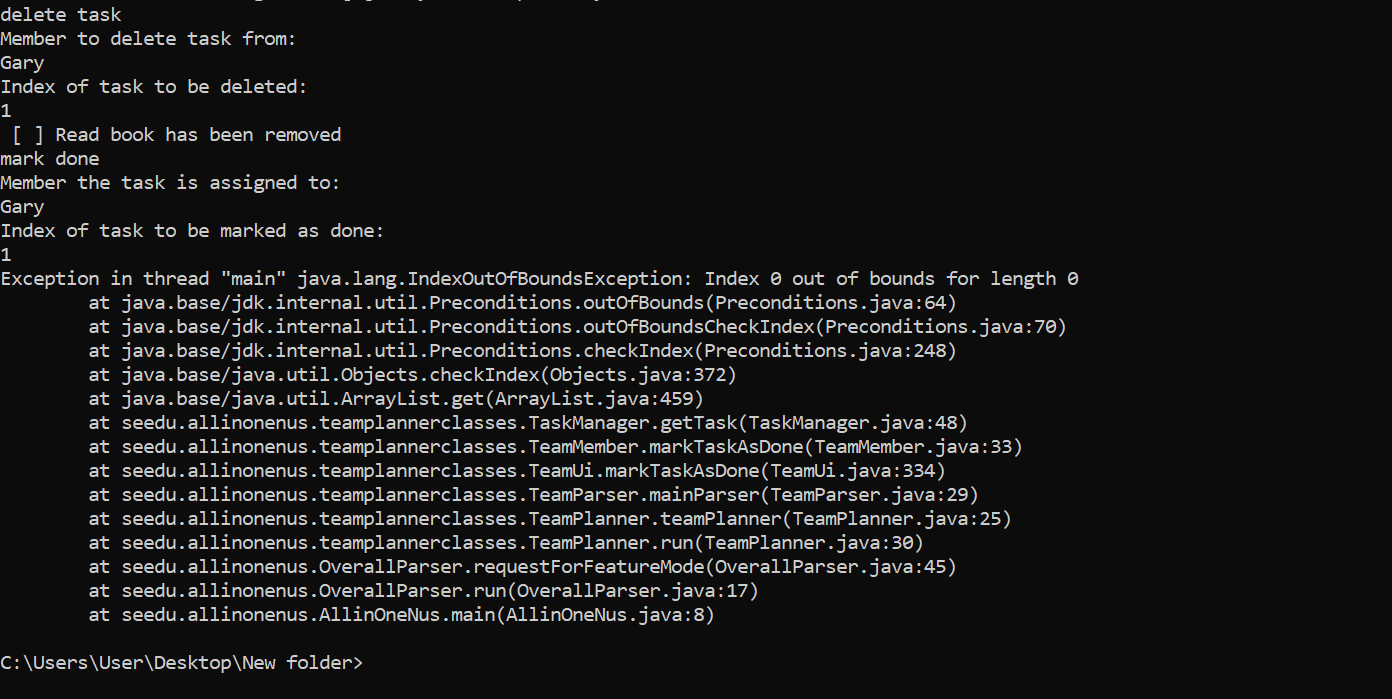 delete task
Member to delete task from:
Gary
Index of task to be deleted:
1
 [ ] Read book has been removed
mark done
Member the task is assigned to:
Gary
Index of task to be marked as done:
1
Exception in thread "main" java.lang.IndexOutOfBoundsException: Index 0 out of bounds for length 0
        at java.base/jdk.internal.util.Preconditions.outOfBounds(Preconditions.java:64)
        at java.base/jdk.internal.util.Preconditions.outOfBoundsCheckIndex(Preconditions.java:70)
        at java.base/jdk.internal.util.Preconditions.checkIndex(Preconditions.java:248)
        at java.base/java.util.Objects.checkIndex(Objects.java:372)
        at java.base/java.util.ArrayList.get(ArrayList.java:459)
        at seedu.allinonenus.teamplannerclasses.TaskManager.getTask(TaskManager.java:48)
        at seedu.allinonenus.teamplannerclasses.TeamMember.markTaskAsDone(TeamMember.java:33)
        at seedu.allinonenus.teamplannerclasses.TeamUi.markTaskAsDone(TeamUi.java:334)
        at seedu.allinonenus.teamplannerclasses.TeamParser.mainParser(TeamParser.java:29)
        at seedu.allinonenus.teamplannerclasses.TeamPlanner.teamPlanner(TeamPlanner.java:25)
        at seedu.allinonenus.teamplannerclasses.TeamPlanner.run(TeamPlanner.java:30)
        at seedu.allinonenus.OverallParser.requestForFeatureMode(OverallParser.java:45)
        at seedu.allinonenus.OverallParser.run(OverallParser.java:17)
        at seedu.allinonenus.AllinOneNus.main(AllinOneNus.java:8)
C:\Users\User\Desktop\New folder>